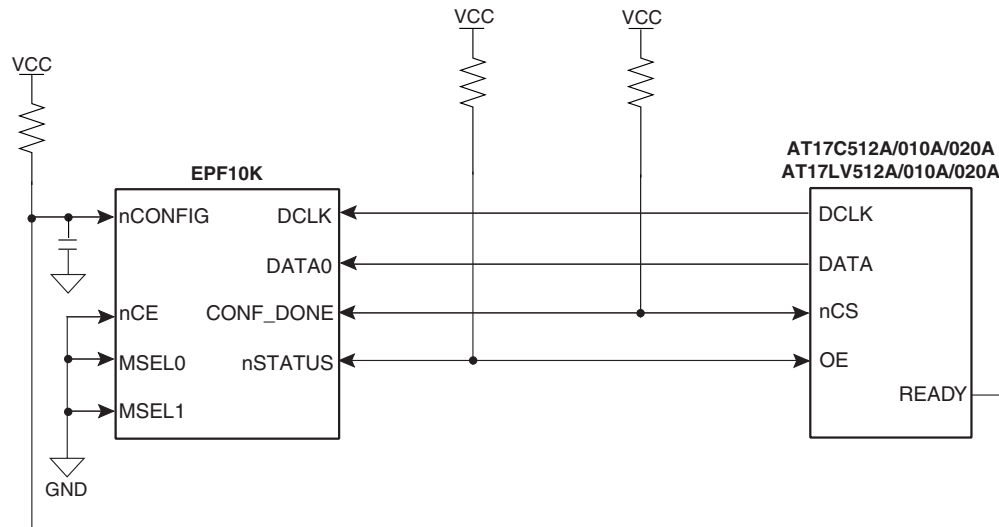 VCC
VCC
VCC
AT17C512A/010A/020A
AT17LV512A/010A/020A
EPF10K
nCONFIG
DCLK
DCLK
DATA0
DATA
nCE
CONF_DONE
nCS
MSEL0
nSTATUS
OE
READY
MSEL1
GND